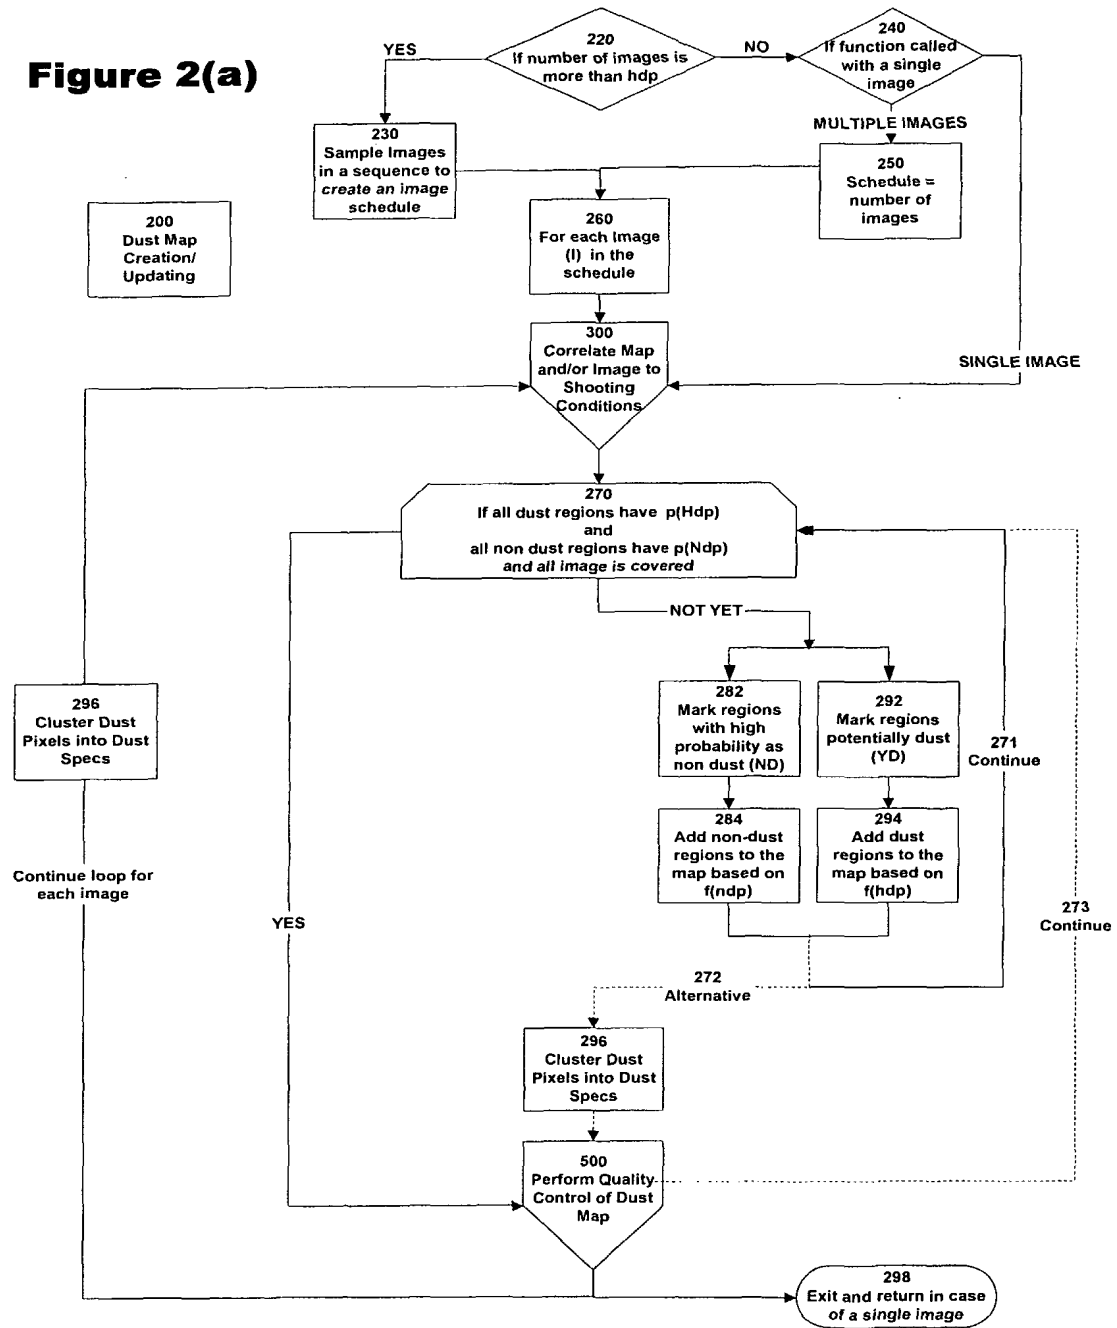 Figure 2(a)
YES
220
If number of images is
more than hdp
NO
240
If function called
with a single
image
MULTIPLE IMAGES
230
Sample Images
in a sequence to
create an image
schedule
250
Schedule =
number of
images
200
Dust Map
Creation/
Updating
260
For each Image
(I) in the
schedule
300
Correlate Map
and/or Image to
Shooting
Conditions
SINGLE IMAGE
270
If all dust regions have p(Hdp)
and
all non dust regions have p(Ndp)
and all image is covered
NOT YET
282
Mark regions
with high
probability as
non dust (ND)
292
Mark regions
potentially dust
(YD)
271
Continue
296
Cluster Dust
Pixels into Dust
Specs
284
Add non-dust
regions to the
map based on
f(ndp)
294
Add dust
regions to the
map based on
f(hdp)
Continue loop for
each image
YES
273
Continue
272
Alternative
296
Cluster Dust
Pixels into Dust
Specs
500
Perform Quality
Control of Dust
Map
298
Exit and return in case
of a single image